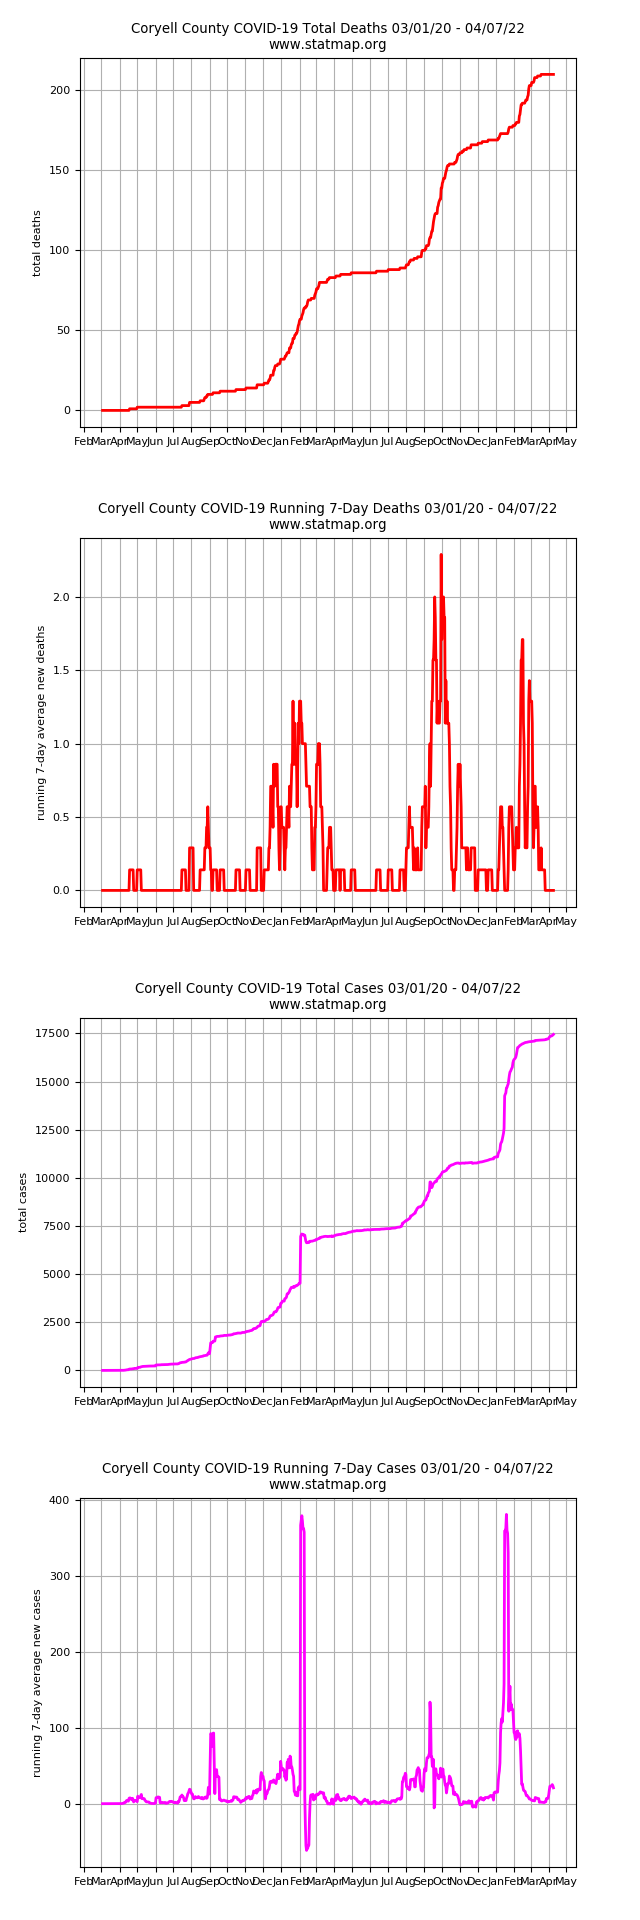 Coryell County COVID-19 Total Deaths 03/01/20 - 04/07/22
www.statmap.org
200
150
100
50
0
total deaths
Feb Mar Apr May Jun Jul Aug Sep Oct Nov Dec Jan Feb Mar Apr May Jun Jul Aug Sep Oct Nov Dec Jan Feb Mar Apr May
Coryell County COVID-19 Running 7-Day Deaths 03/01/20 - 04/07/22
www.statmap.org
2.0
1.5
1.0
0.5
0.0
running 7-day average new deaths
Feb Mar Apr May Jun Jul Aug Sep Oct Nov Dec Jan Feb Mar Apr May Jun Jul Aug Sep Oct Nov Dec Jan Feb Mar Apr May
Coryell County COVID-19 Total Cases 03/01/20 - 04/07/22
www.statmap.org
17500
15000
12500
10000
7500
5000
2500
0
total cases
Feb Mar Apr May Jun Jul Aug Sep Oct Nov Dec Jan Feb Mar Apr May Jun Jul Aug Sep Oct Nov Dec Jan Feb Mar Apr May
Coryell County COVID-19 Running 7-Day Cases 03/01/20 - 04/07/22
www.statmap.org
400
300
200
100
0
running 7-day average new cases
Feb Mar Apr May Jun Jul Aug Sep Oct Nov Dec Jan Feb Mar Apr May Jun Jul Aug Sep Oct Nov Dec Jan Feb Mar Apr May